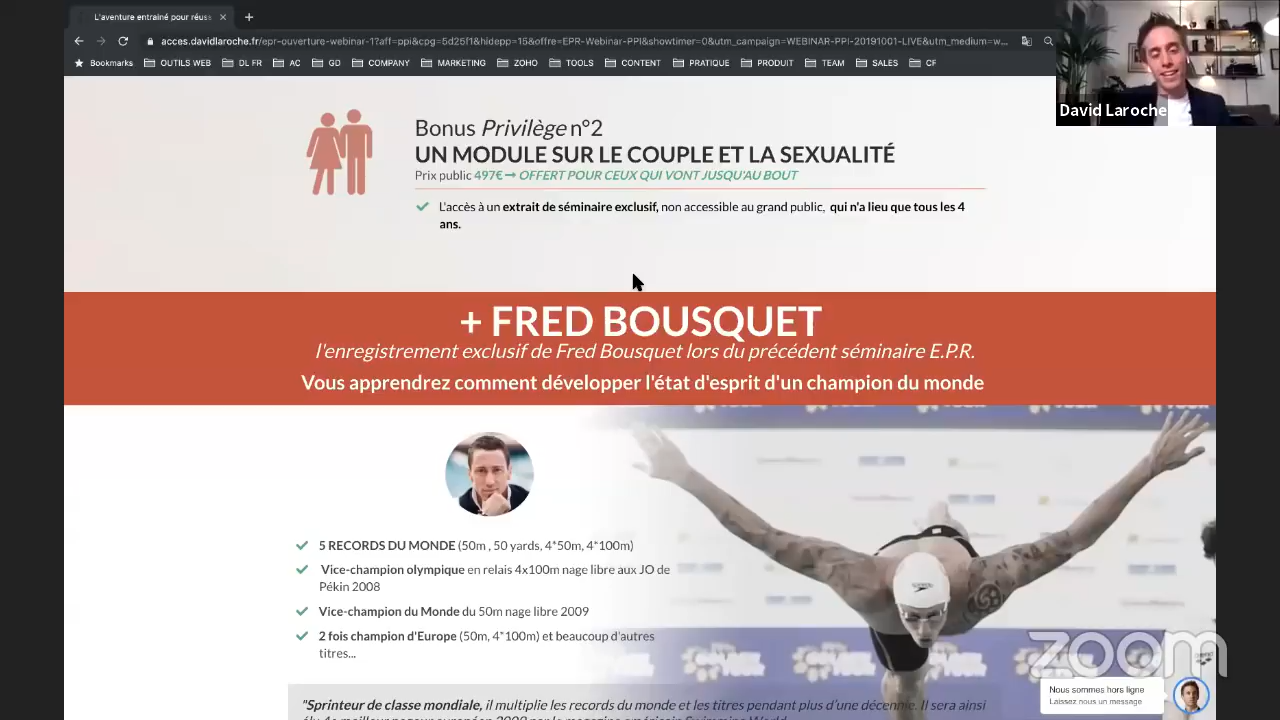 L'aventure entrainé pour réuss
acces.davidlaroche.fr/epr-ouverture-webinar-1?aff=ppi&cpg=5d25f1&hidepp=15&offre=EPR-Webinar-PPI&showtimer=0&utm_campaign=WEBINAR-PPI-20191001-LIVE&utm_medium=w...
Bookmarks OUTILS WEB DL FR AC GD COMPANY MARKETING ZOHO TOOLS CONTENT PRATIQUE PRODUIT TEAM SALES CF
David Laroche
Bonus Privilège n°2
UN MODULE SUR LE COUPLE ET LA SEXUALITÉ
Prix public 497€ → OFFERT POUR CEUX QUI VONT JUSQU'AU BOUT
L'accès à un extrait de séminaire exclusif, non accessible au grand public, qui n'a lieu que tous les 4
ans.
+ FRED BOUSQUET
l'enregistrement exclusif de Fred Bousquet lors du précédent séminaire E.P.R.
Vous apprendrez comment développer l'état d'esprit d'un champion du monde
5 RECORDS DU MONDE (50m , 50 yards, 4*50m, 4*100m)
Vice-champion olympique en relais 4x100m nage libre aux JO de
Pékin 2008
Vice-champion du Monde du 50m nage libre 2009
2 fois champion d'Europe (50m, 4*100m) et beaucoup d'autres
titres...
"Sprinteur de classe mondiale, il multiplie les records du monde et les titres pendant plus d'une décennie. Il sera ainsi
zoom
Nous sommes hors ligne
Laissez nous un message